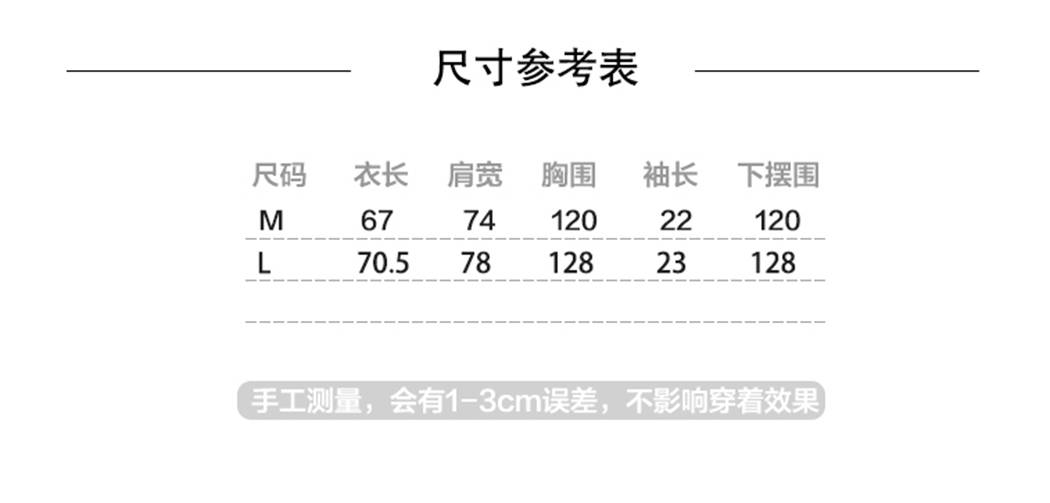 尺寸参考表
尺码 衣长 肩宽 胸围 袖长 下摆围
M 67 74 120 22 120
L 70.5 78 128 23 128
手工测量，会有1-3cm误差，不影响穿着效果